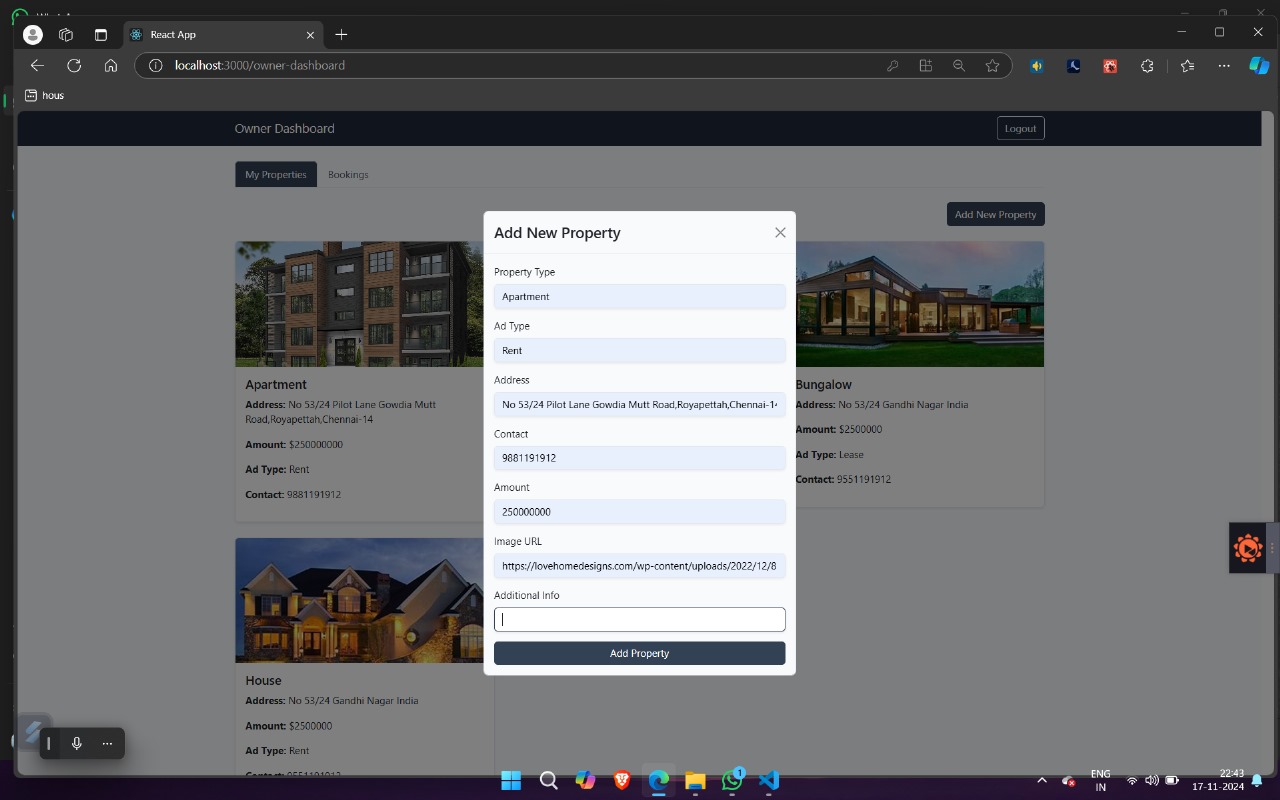 React App
localhost:3000/owner-dashboard
hous
Owner Dashboard
Logout
My Properties
Bookings
Add New Property
Add New Property
Property Type
Apartment
Ad Type
Rent
Address
No 53/24 Pilot Lane Gowdia Mutt Road,Royapettah,Chennai-14
Contact
9881191912
Amount
250000000
Image URL
https://lovehomedesigns.com/wp-content/uploads/2022/12/8
Additional Info
Add Property
Apartment
Address: No 53/24 Pilot Lane Gowdia Mutt
Road,Royapettah,Chennai-14
Amount: $250000000
Ad Type: Rent
Contact: 9881191912
Bungalow
Address: No 53/24 Gandhi Nagar India
Amount: $2500000
Ad Type: Lease
Contact: 9551191912
House
Address: No 53/24 Gandhi Nagar India
Amount: $2500000
Ad Type: Rent
1
ENG
IN
22:43
17-11-2024